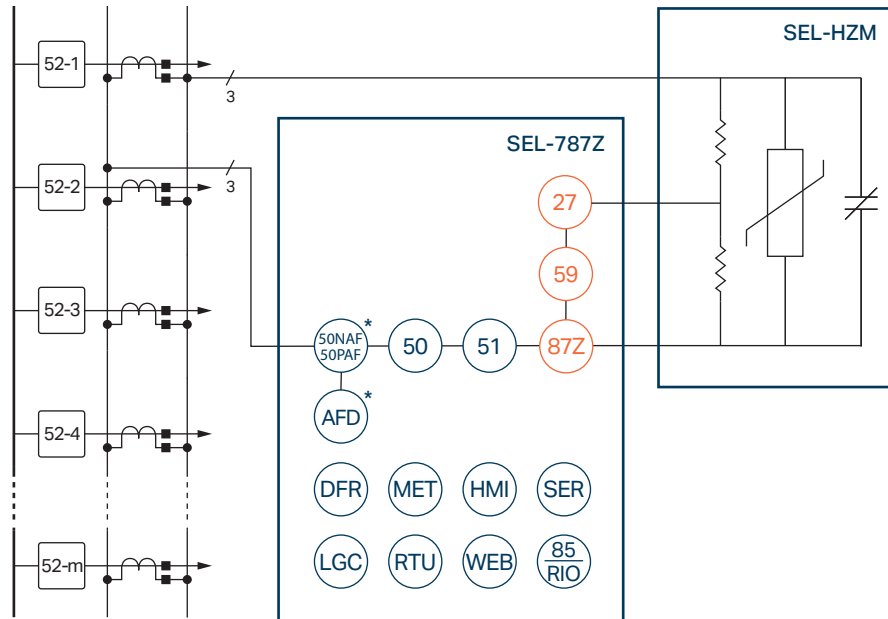 SEL-HZM
52-1
3
SEL-787Z
52-2
3
27
59
52-3
50NAF
50PAF
*
50
51
87Z
AFD
*
52-4
DFR
MET
HMI
SER
52-m
LGC
RTU
WEB
85
RIO